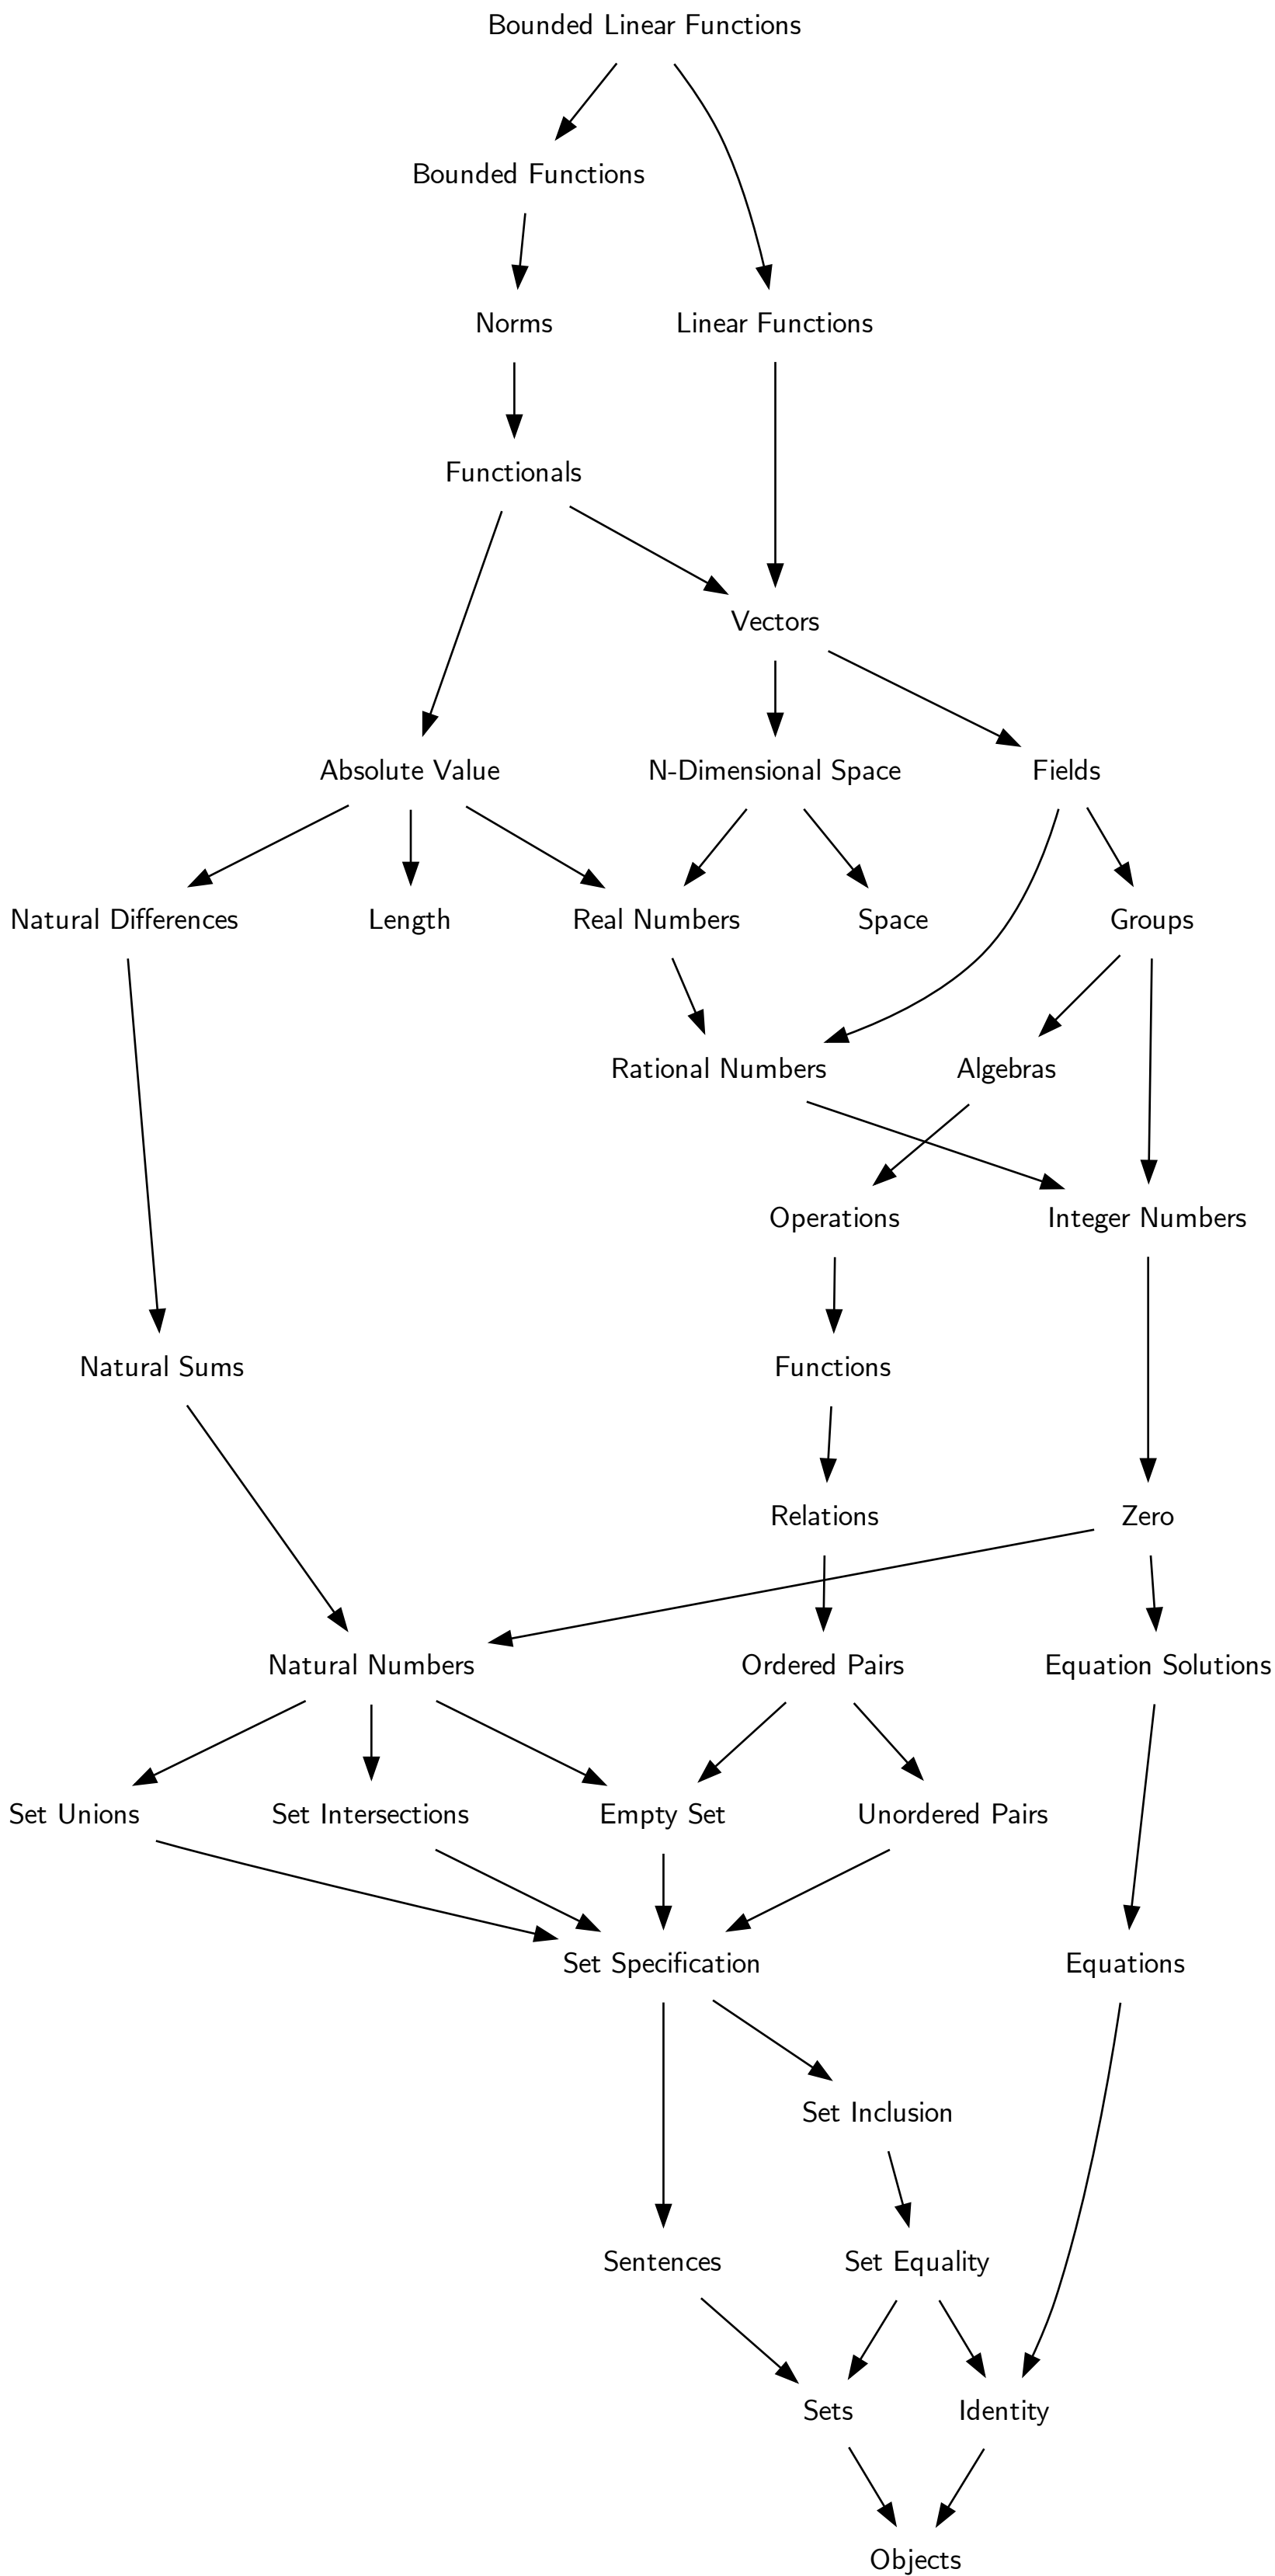 Bounded Linear Functions
Bounded Functions
Norms
Linear Functions
Functionals
Vectors
Absolute Value
N-Dimensional Space
Fields
Natural Differences
Length
Real Numbers
Space
Groups
Rational Numbers
Algebras
Operations
Integer Numbers
Natural Sums
Functions
Relations
Zero
Natural Numbers
Ordered Pairs
Equation Solutions
Set Unions
Set Intersections
Empty Set
Unordered Pairs
Set Specification
Equations
Set Inclusion
Sentences
Set Equality
Sets
Identity
Objects